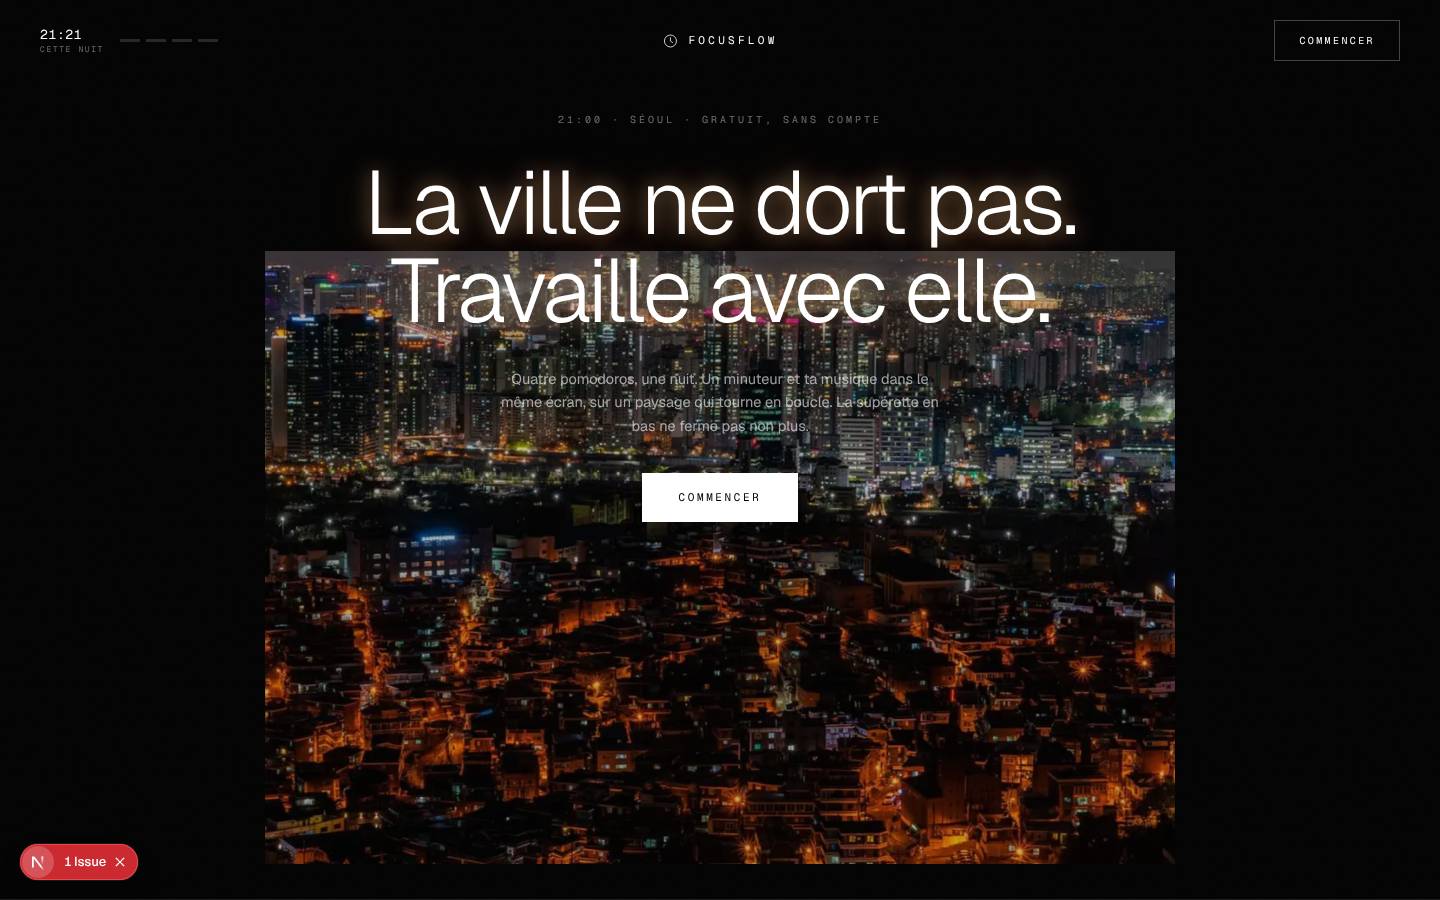 21:21
CETTE NUIT
FOCUSFLOW
COMMENCER
21:00 · SÉOUL · GRATUIT, SANS COMPTE
La ville ne dort pas.
Travaille avec elle.
Quatre pomodoros, une nuit. Un minuteur et ta musique dans le
même écran, sur un paysage qui tourne en boucle. La supérette en
bas ne ferme pas non plus.
COMMENCER
N
1 Issue